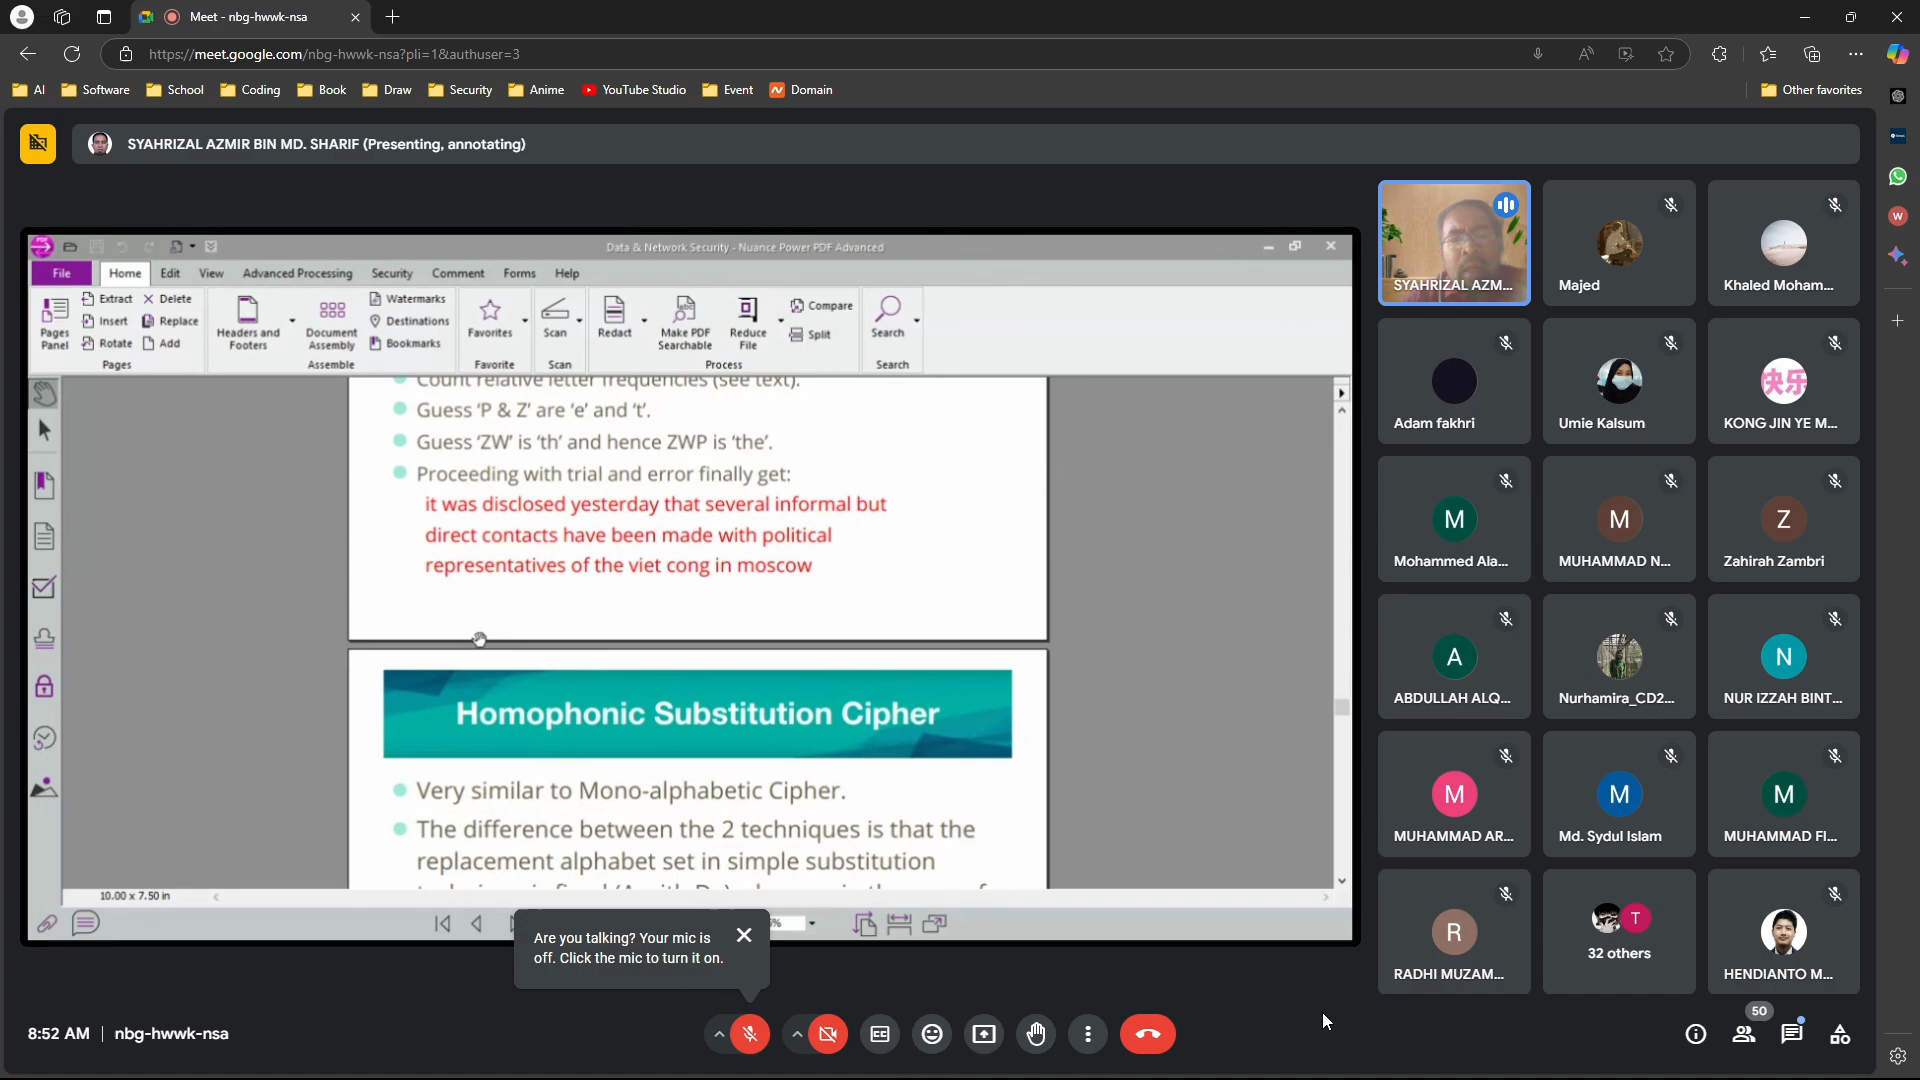 Meet - nbg-hwwk-nsa
https://meet.google.com/nbg-hwwk-nsa?pli=1&authuser=3
AI Software School Coding Book Draw Security Anime YouTube Studio Event Domain Other favorites
SYAHRIZAL AZMIR BIN MD. SHARIF (Presenting, annotating)
Data & Network Security - Nuance Power PDF Advanced
File Home Edit View Advanced Processing Security Comment Forms Help
Pages Panel
Extract Delete
Insert Replace
Rotate Add
Pages
Headers and Footers
Document Assembly
Watermarks
Destinations
Bookmarks
Assemble
Favorites
Favorite
Scan
Scan
Redact
Make PDF Searchable
Reduce File
Compare
Split
Process
Search
Search
Count relative letter frequencies (see text).
Guess ‘P & Z’ are ‘e’ and ‘t’.
Guess ‘ZW’ is ‘th’ and hence ZWP is ‘the’.
Proceeding with trial and error finally get:
it was disclosed yesterday that several informal but
direct contacts have been made with political
representatives of the viet cong in moscow
Homophonic Substitution Cipher
Very similar to Mono-alphabetic Cipher.
The difference between the 2 techniques is that the
replacement alphabet set in simple substitution
10.00 x 7.50 in
Are you talking? Your mic is
off. Click the mic to turn it on.
SYAHRIZAL AZM...
Majed
Khaled Moham...
Adam fakhri
Umie Kalsum
快乐
KONG JIN YE M...
M
Mohammed Ala...
M
MUHAMMAD N...
Z
Zahirah Zambri
A
ABDULLAH ALQ...
Nurhamira_CD2...
N
NUR IZZAH BINT...
M
MUHAMMAD AR...
M
Md. Sydul Islam
M
MUHAMMAD FI...
R
RADHI MUZAM...
T
32 others
HENDIANTO M...
8:52 AM | nbg-hwwk-nsa
50
W